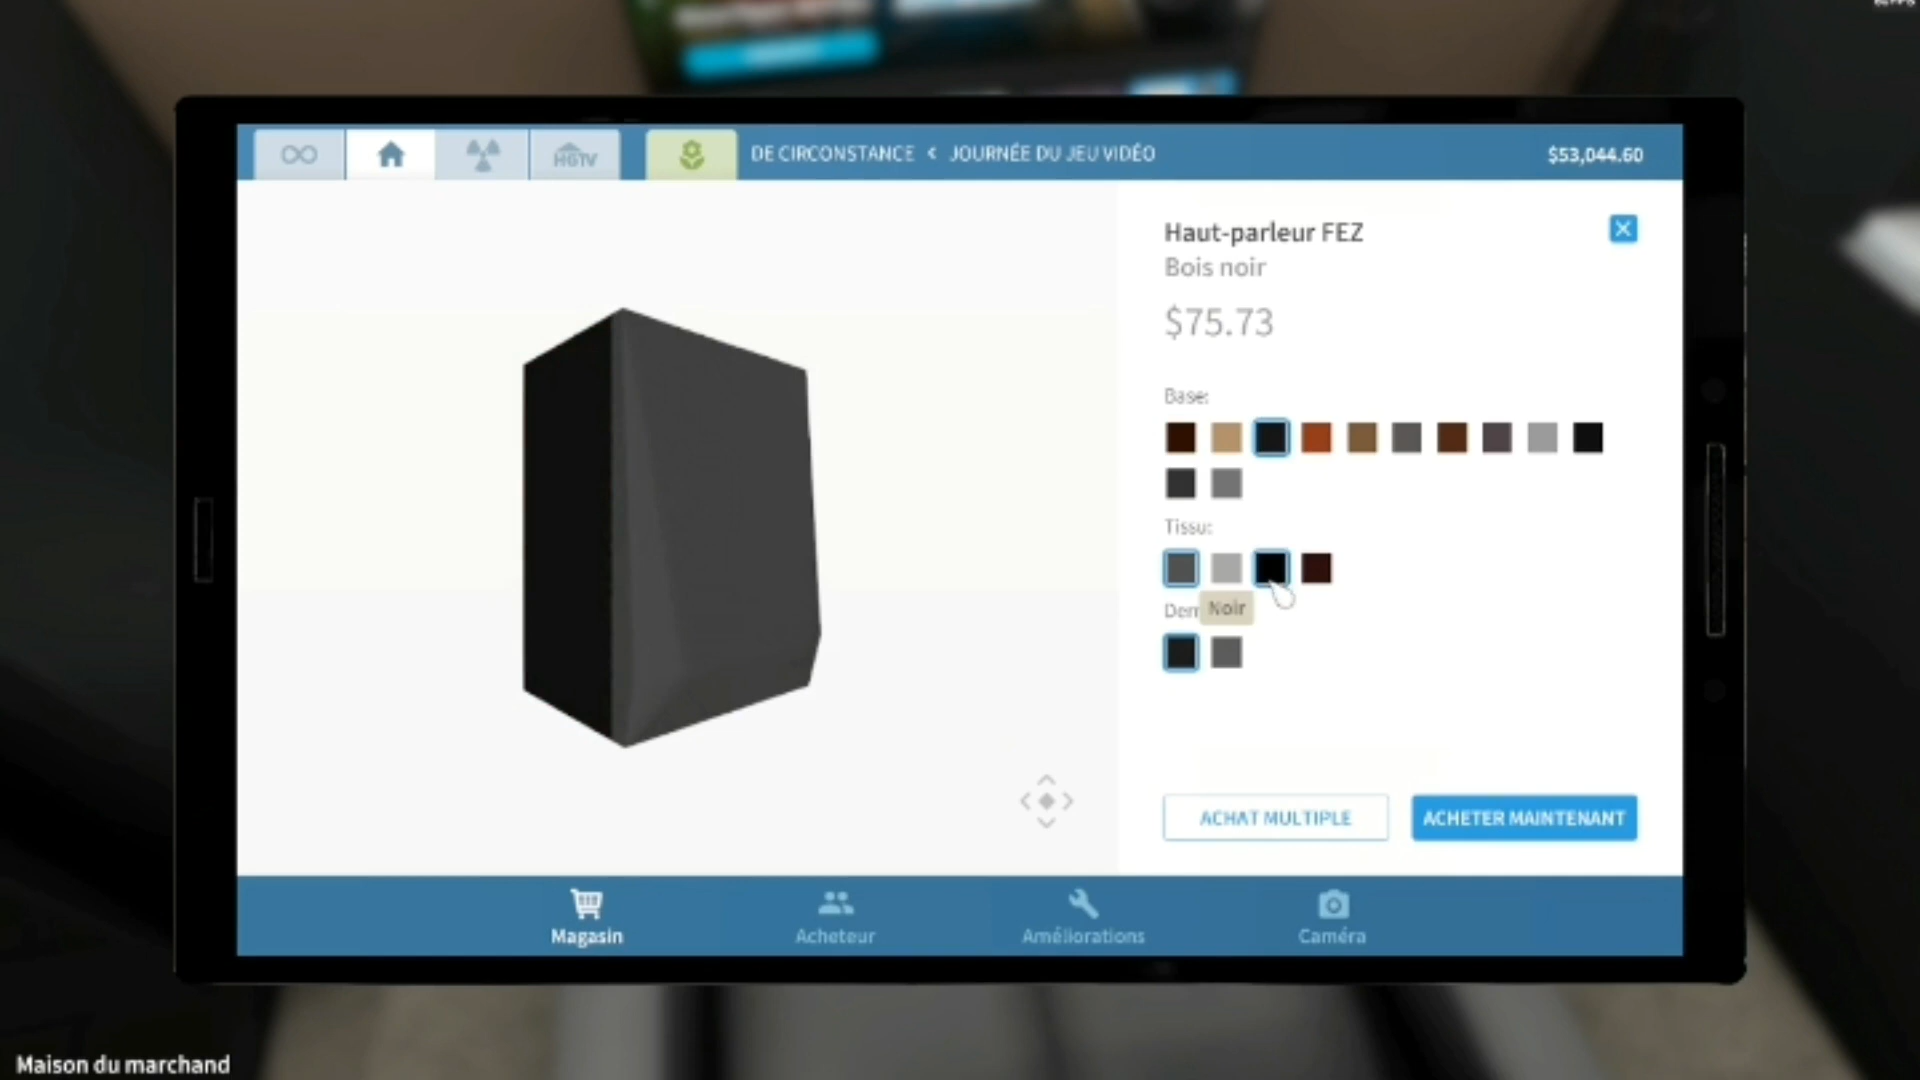 HGTV
DE CIRCONSTANCE < JOURNÉE DU JEU VIDÉO
$53,044.60
Haut-parleur FEZ
Bois noir
$75.73
Base:
Tissu:
Noir
ACHAT MULTIPLE
ACHETER MAINTENANT
Magasin
Acheteur
Améliorations
Caméra
Maison du marchand